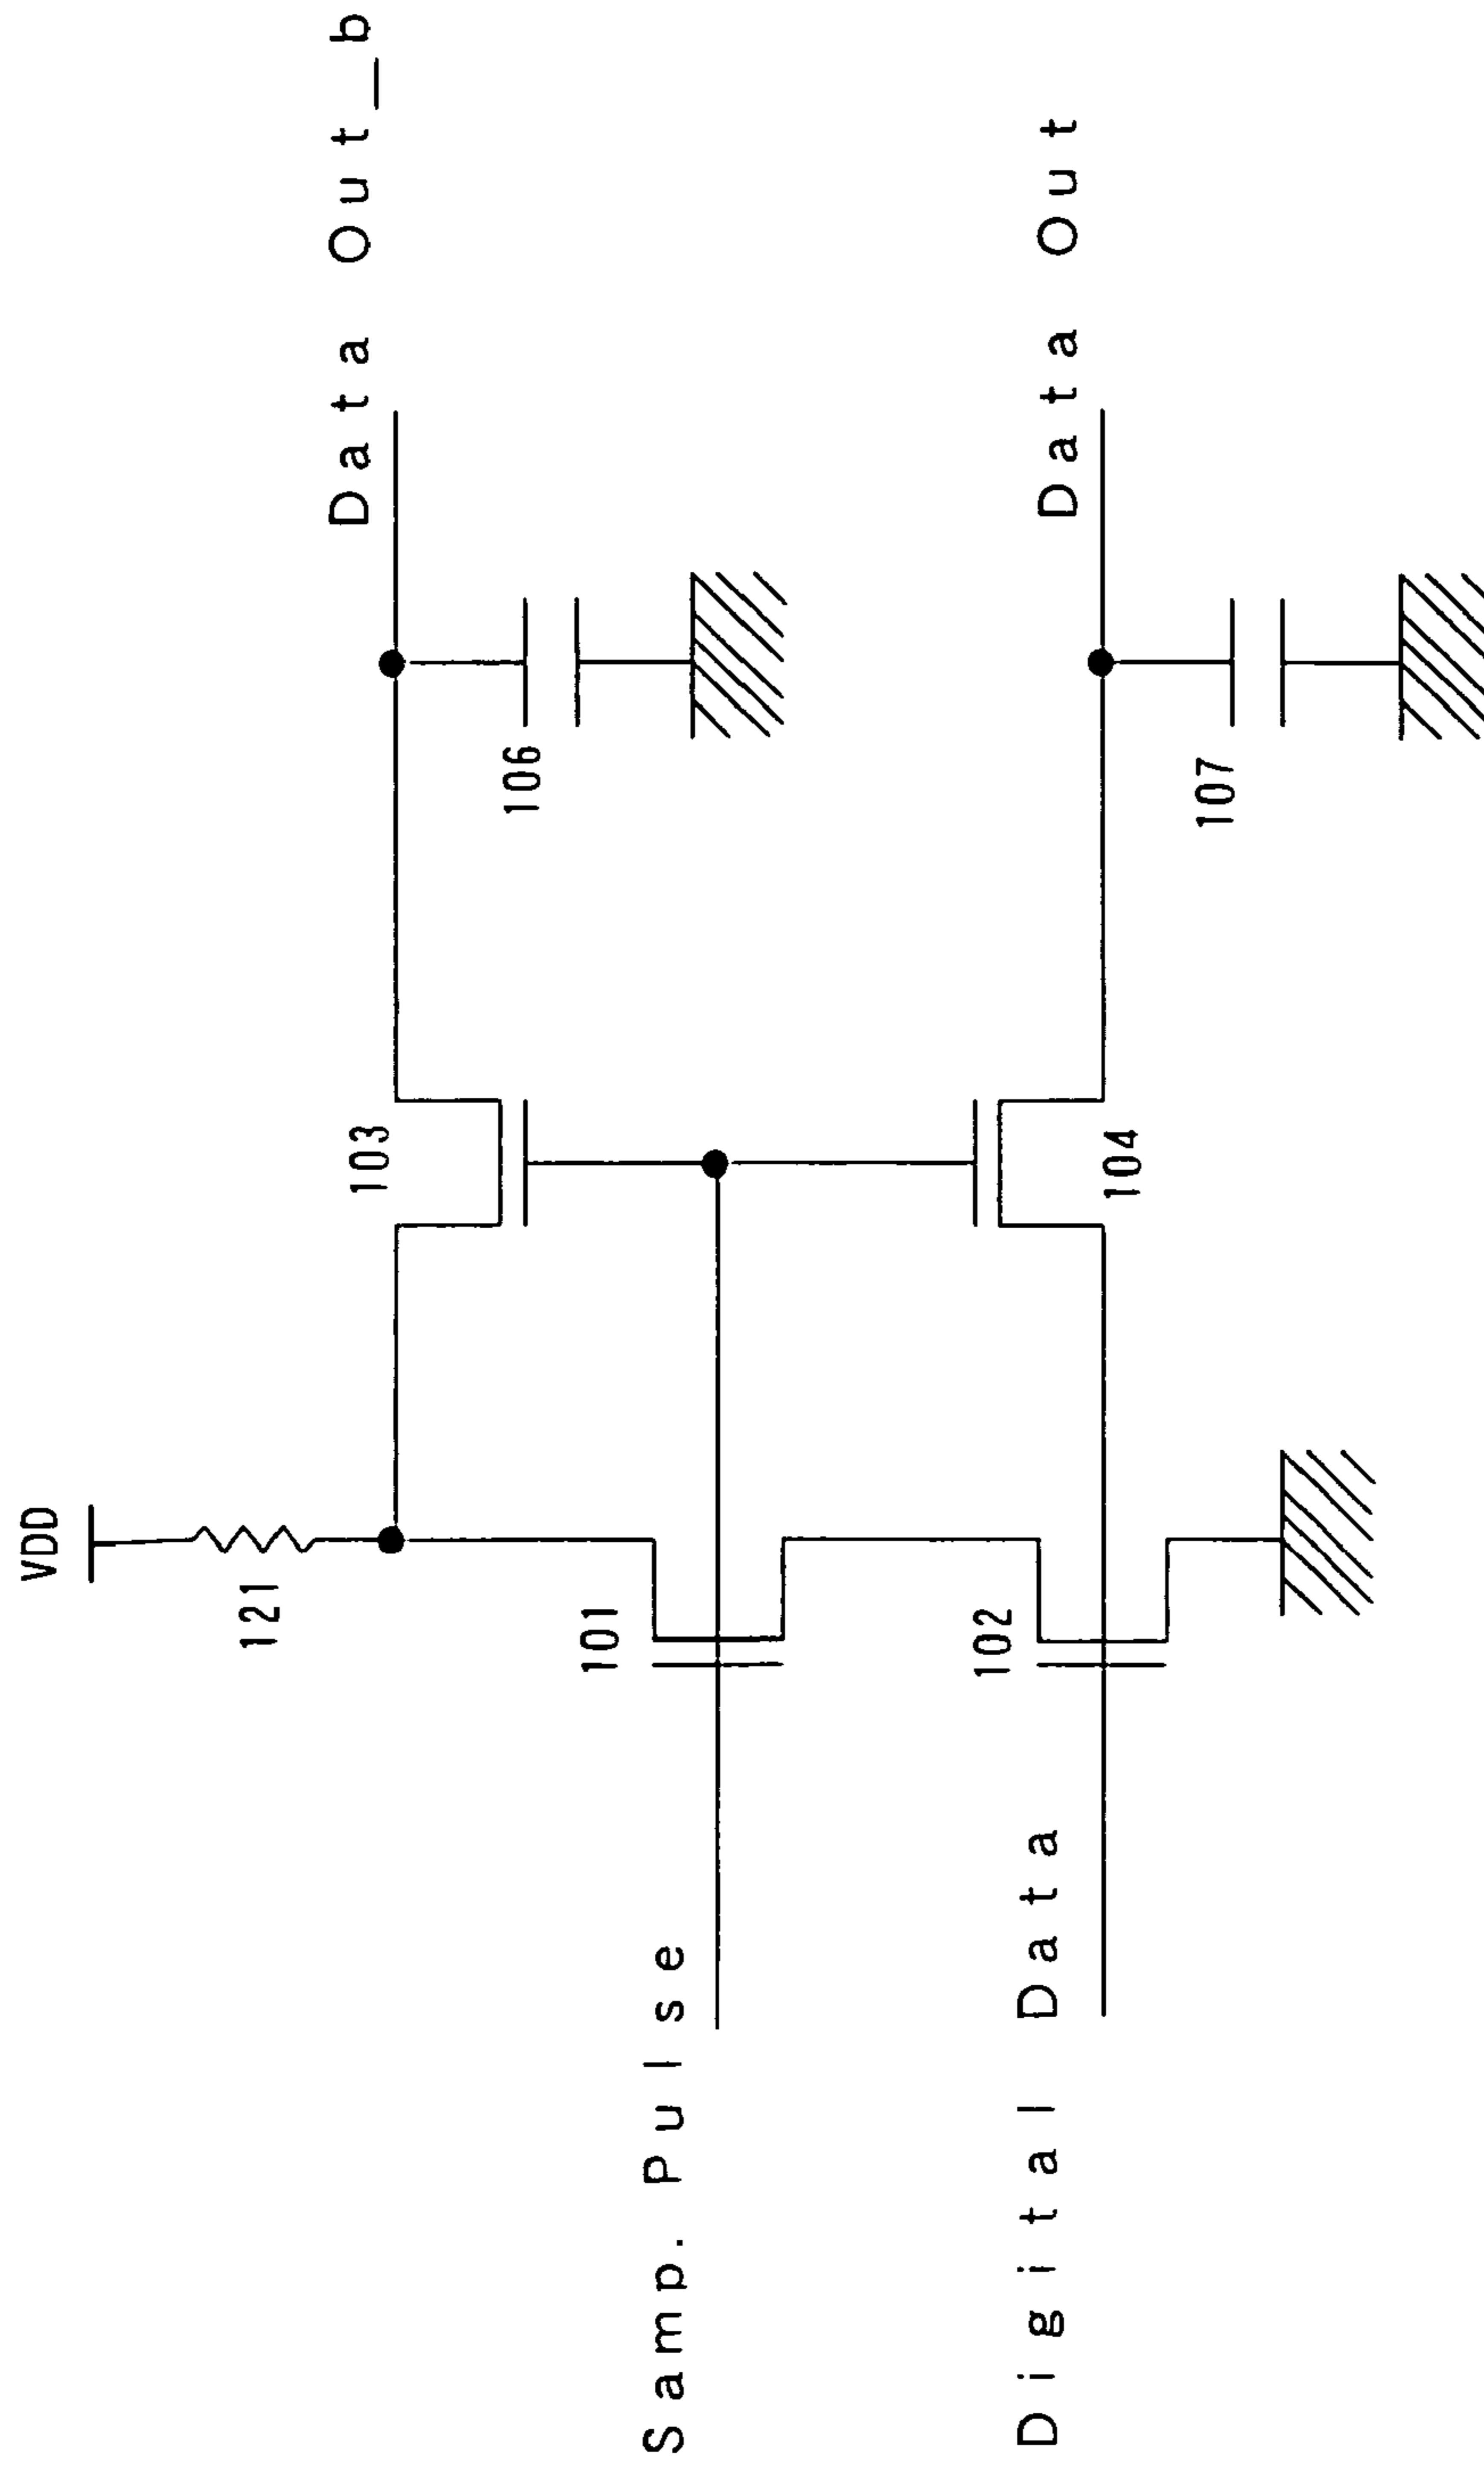 VDD
121
Data Out_b
103
106
101
Samp. Pulse
102
Digital Data
104
Data Out
107